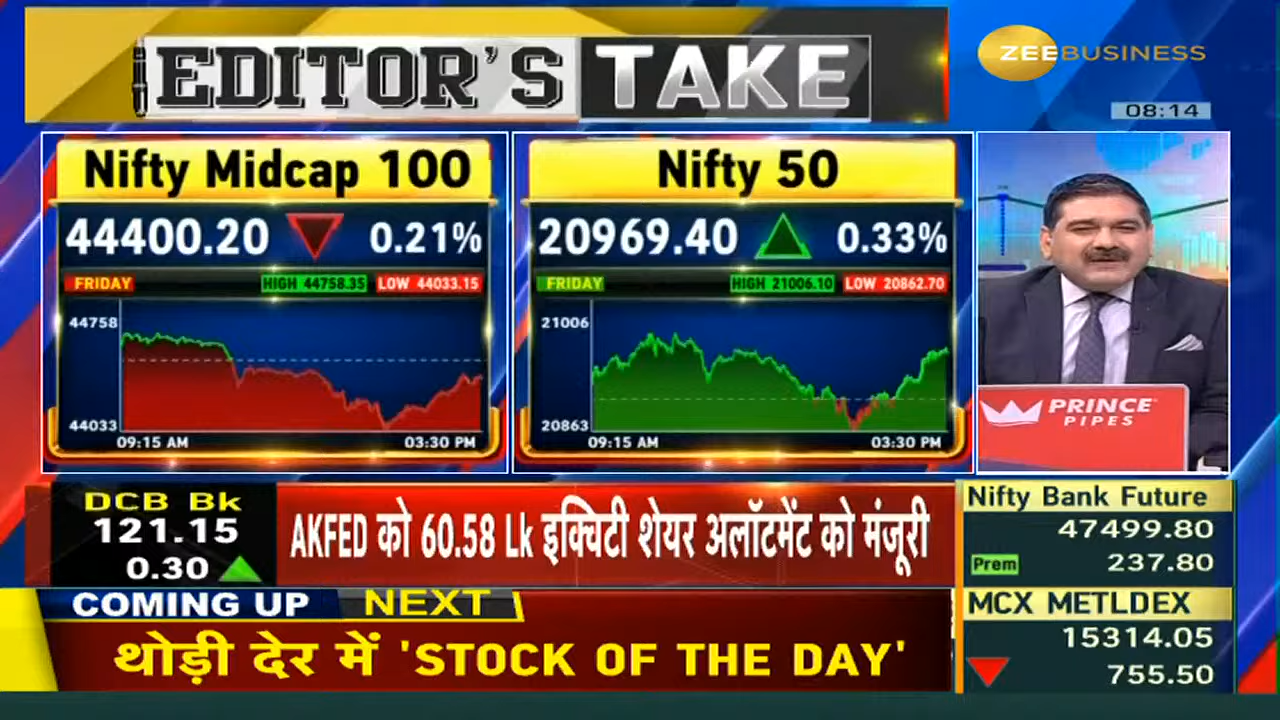 EDITOR'S TAKE
ZEEBUSINESS
08:14
Nifty Midcap 100
44400.20 0.21%
FRIDAY HIGH 44758.35 LOW 44033.15
44758
44033
09:15 AM 03:30 PM
Nifty 50
20969.40 0.33%
FRIDAY HIGH 21006.10 LOW 20862.70
21006
20863
09:15 AM 03:30 PM
PRINCE
PIPES
DCB Bk
121.15
0.30
AKFED को 60.58 Lk इक्विटी शेयर अलॉटमेंट को मंजूरी
Nifty Bank Future
47499.80
Prem 237.80
MCX METLDEX
15314.05
755.50
COMING UP NEXT
थोड़ी देर में 'STOCK OF THE DAY'